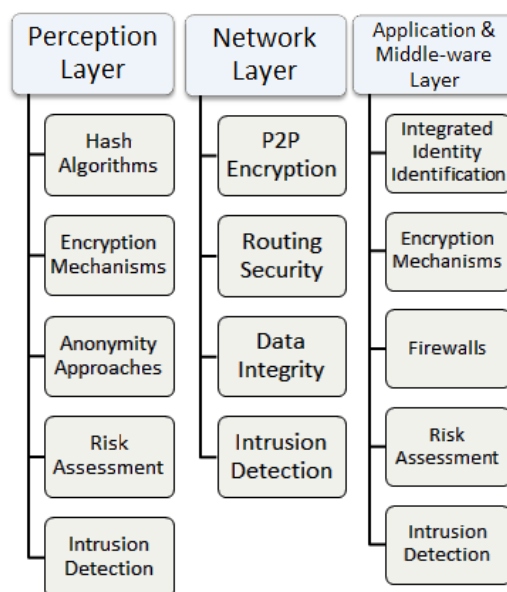 Perception
Layer
Hash
Algorithms
Encryption
Mechanisms
Anonymity
Approaches
Risk
Assessment
Intrusion
Detection
Network
Layer
P2P
Encryption
Routing
Security
Data
Integrity
Intrusion
Detection
Application &
Middle-ware
Layer
Integrated
Identity
Identification
Encryption
Mechanisms
Firewalls
Risk
Assessment
Intrusion
Detection